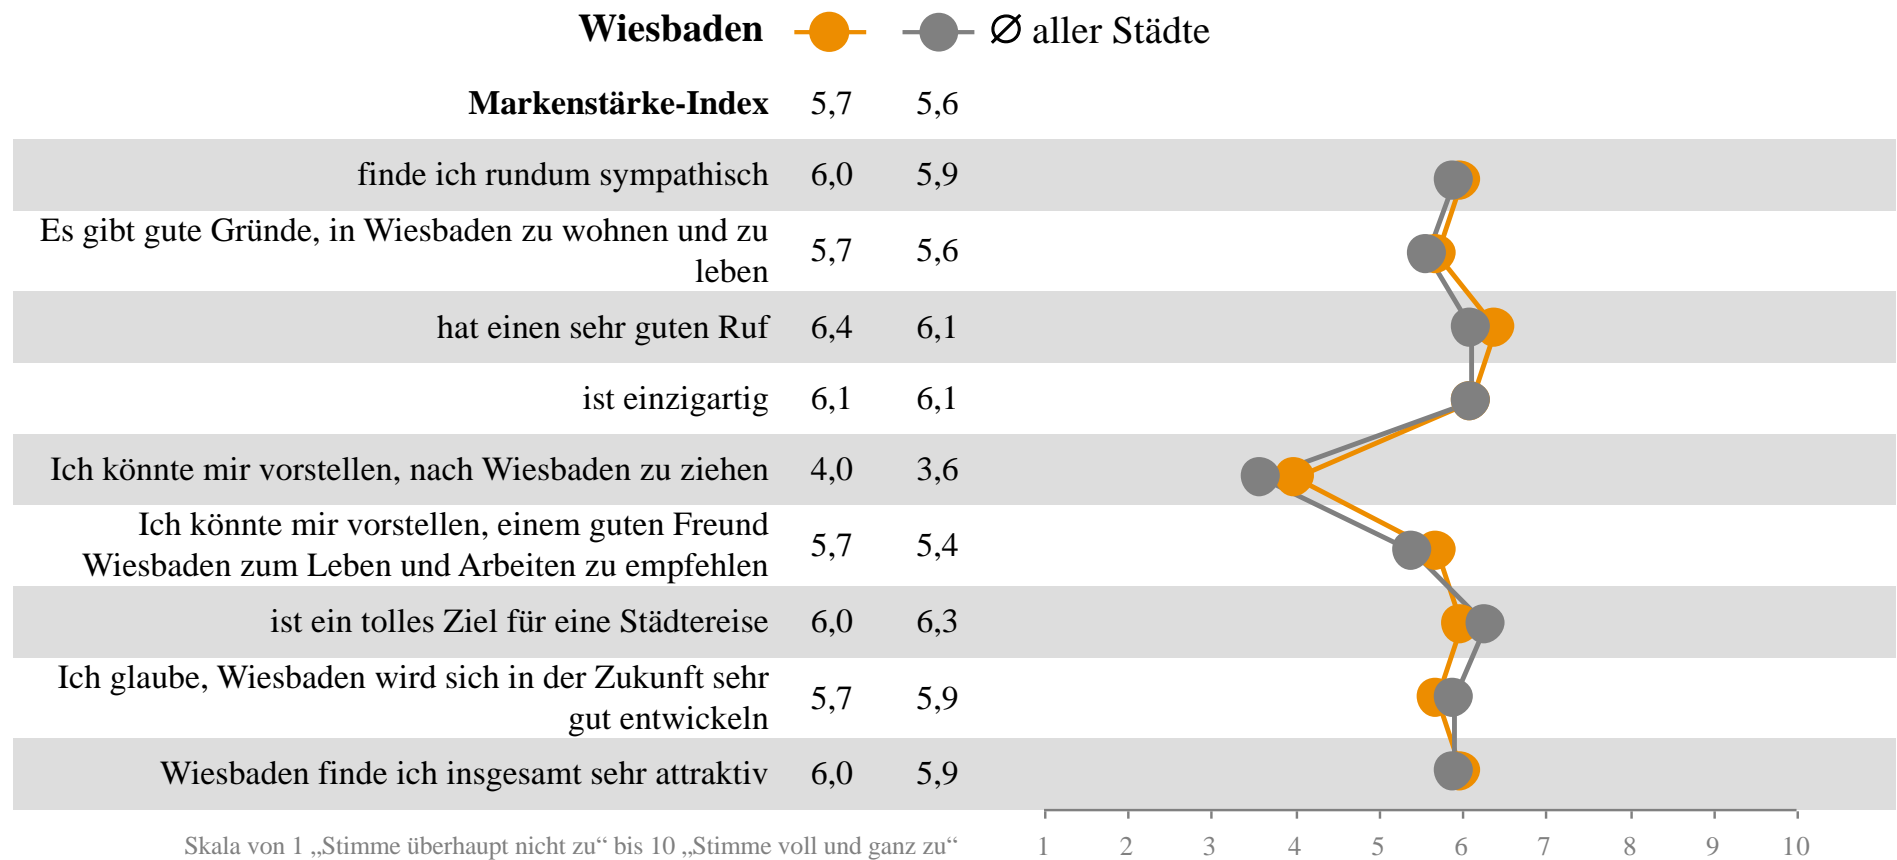 Wiesbaden Ø aller Städte
Markenstärke-Index 5,7 5,6
finde ich rundum sympathisch 6,0 5,9
Es gibt gute Gründe, in Wiesbaden zu wohnen und zu
leben 5,7 5,6
hat einen sehr guten Ruf 6,4 6,1
ist einzigartig 6,1 6,1
Ich könnte mir vorstellen, nach Wiesbaden zu ziehen 4,0 3,6
Ich könnte mir vorstellen, einem guten Freund
Wiesbaden zum Leben und Arbeiten zu empfehlen 5,7 5,4
ist ein tolles Ziel für eine Städtereise 6,0 6,3
Ich glaube, Wiesbaden wird sich in der Zukunft sehr
gut entwickeln 5,7 5,9
Wiesbaden finde ich insgesamt sehr attraktiv 6,0 5,9
Skala von 1 „Stimme überhaupt nicht zu“ bis 10 „Stimme voll und ganz zu“ 1 2 3 4 5 6 7 8 9 10